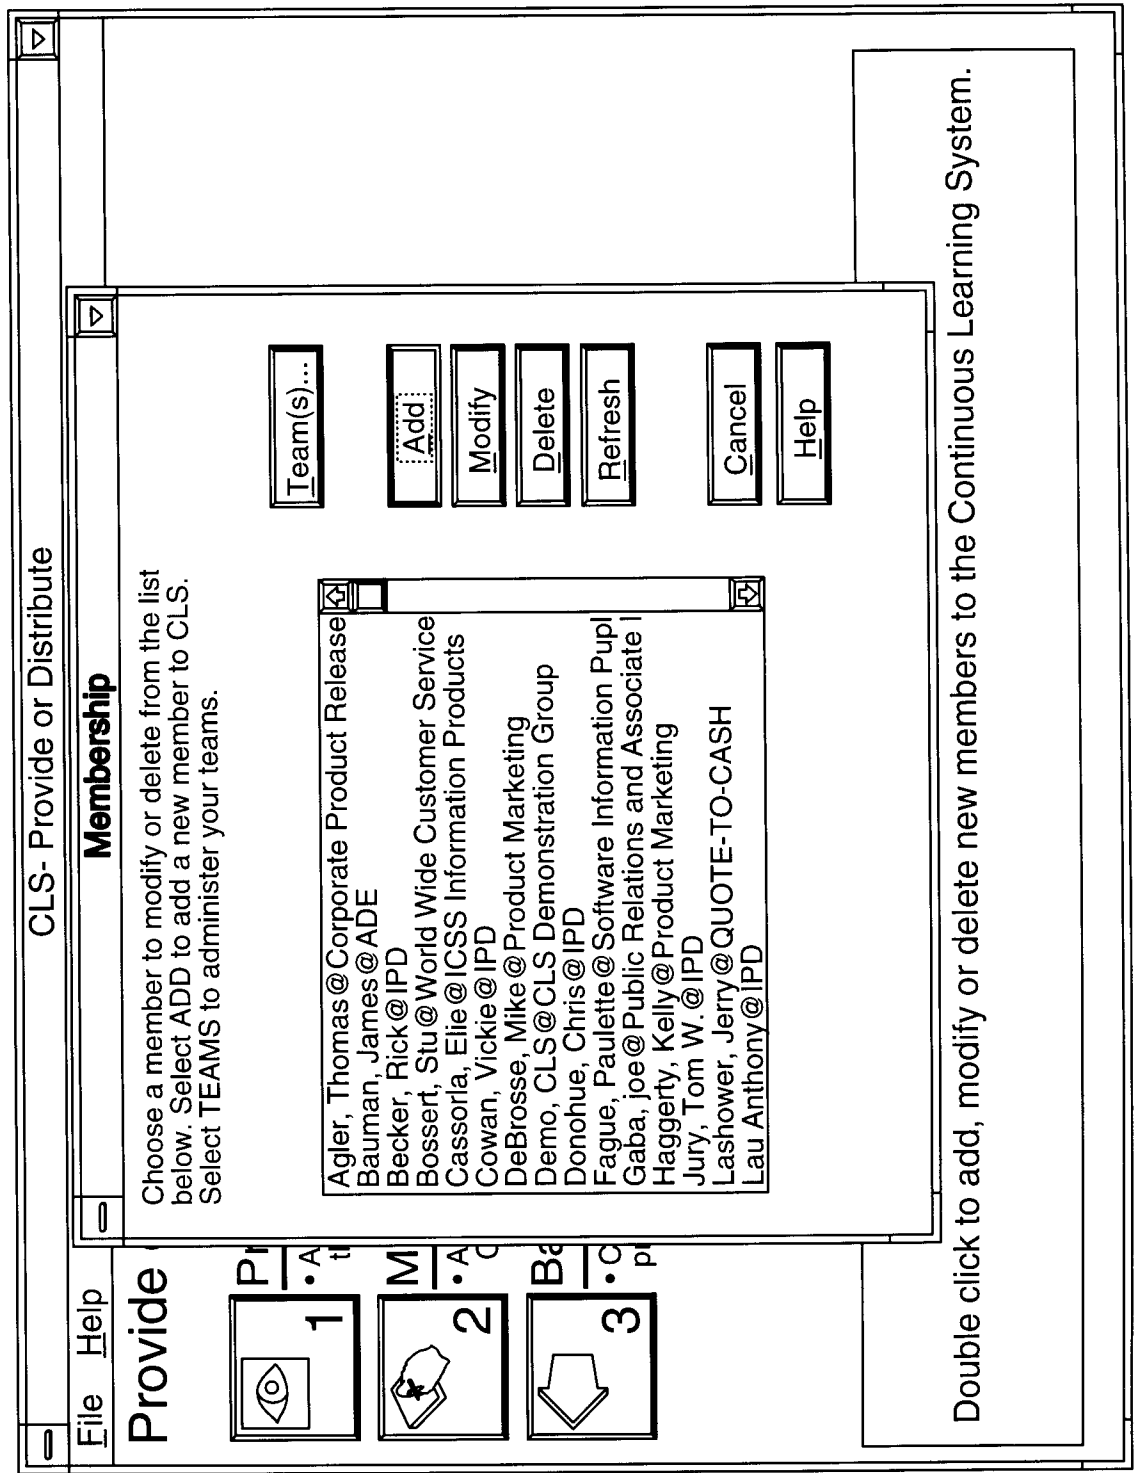 CLS- Provide or Distribute
File Help
Provide
1
2
3
• A
• A
• C
Membership
Choose a member to modify or delete from the list
below. Select ADD to add a new member to CLS.
Select TEAMS to administer your teams.
Agler, Thomas@Corporate Product Release
Bauman, James@ADE
Becker, Rick@IPD
Bossert, Stu@World Wide Customer Service
Cassorla, Elie@ICSS Information Products
Cowan, Vickie@IPD
DeBrosse, Mike@Product Marketing
Demo, CLS@CLS Demonstration Group
Donohue, Chris@IPD
Fague, Paulette@Software Information Pupl
Gaba, joe@Public Relations and Associate
Haggerty, Kelly@Product Marketing
Jury, Tom W.@IPD
Lashower, Jerry@QUOTE-TO-CASH
Lau Anthony@IPD
Team(s)...
Add
Modify
Delete
Refresh
Cancel
Help
Double click to add, modify or delete new members to the Continuous Learning System.